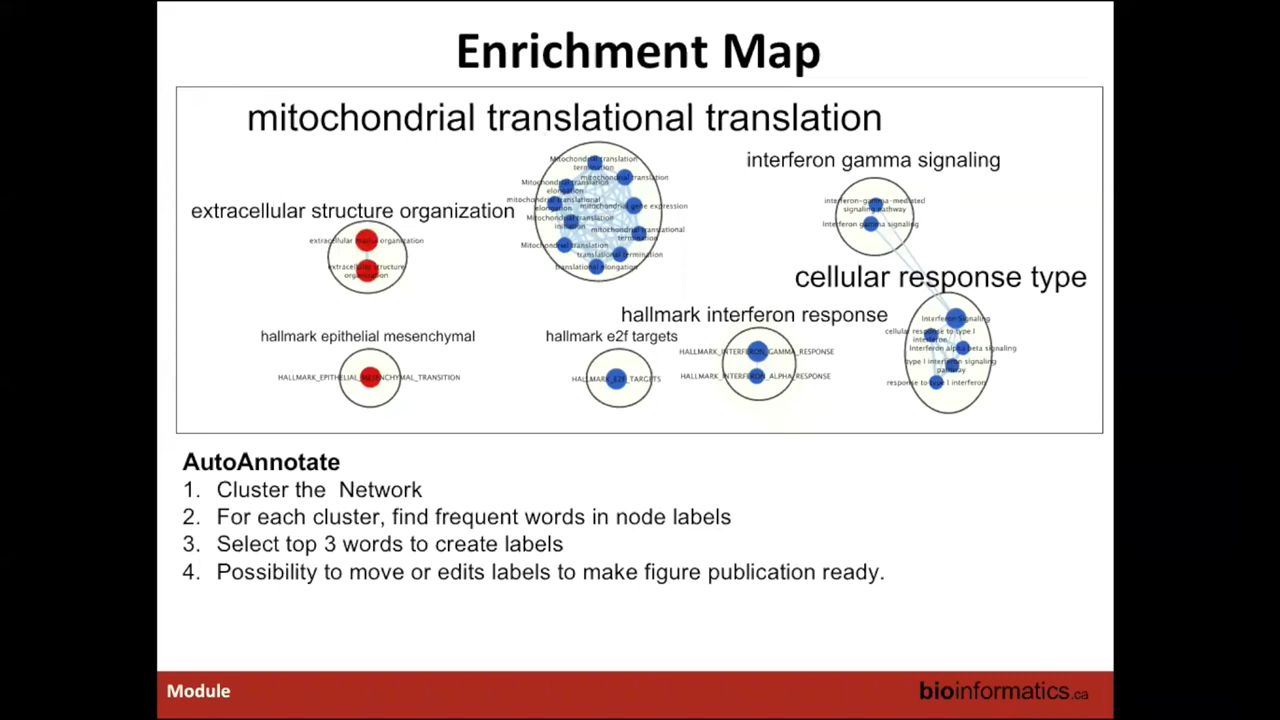 Enrichment Map
mitochondrial translational translation
interferon gamma signaling
extracellular structure organization
Mitochondrial translation
termination
mitochondrial translation
Mitochondrial translation
elongation
mitochondrial translational
elongation
mitochondrial gene expression
Mitochondrial translation
initiation
mitochondrial translational
termination
Mitochondrial translation
translational termination
translational elongation
interferon-gamma-mediated
signaling pathway
Interferon gamma signaling
extracellular matrix organization
extracellular structure
organization
cellular response type
hallmark interferon response
hallmark epithelial mesenchymal
hallmark e2f targets
Interferon Signaling
cellular response to type I
interferon
Interferon alpha beta signaling
type I interferon signaling
pathway
response to type I interferon
HALLMARK_INTERFERON_GAMMA_RESPONSE
HALLMARK_INTERFERON_ALPHA_RESPONSE
HALLMARK_EPITHELIAL_MESENCHYMAL_TRANSITION
HALLMARK_E2F_TARGETS
AutoAnnotate
1. Cluster the Network
2. For each cluster, find frequent words in node labels
3. Select top 3 words to create labels
4. Possibility to move or edits labels to make figure publication ready.
Module
bioinformatics.ca